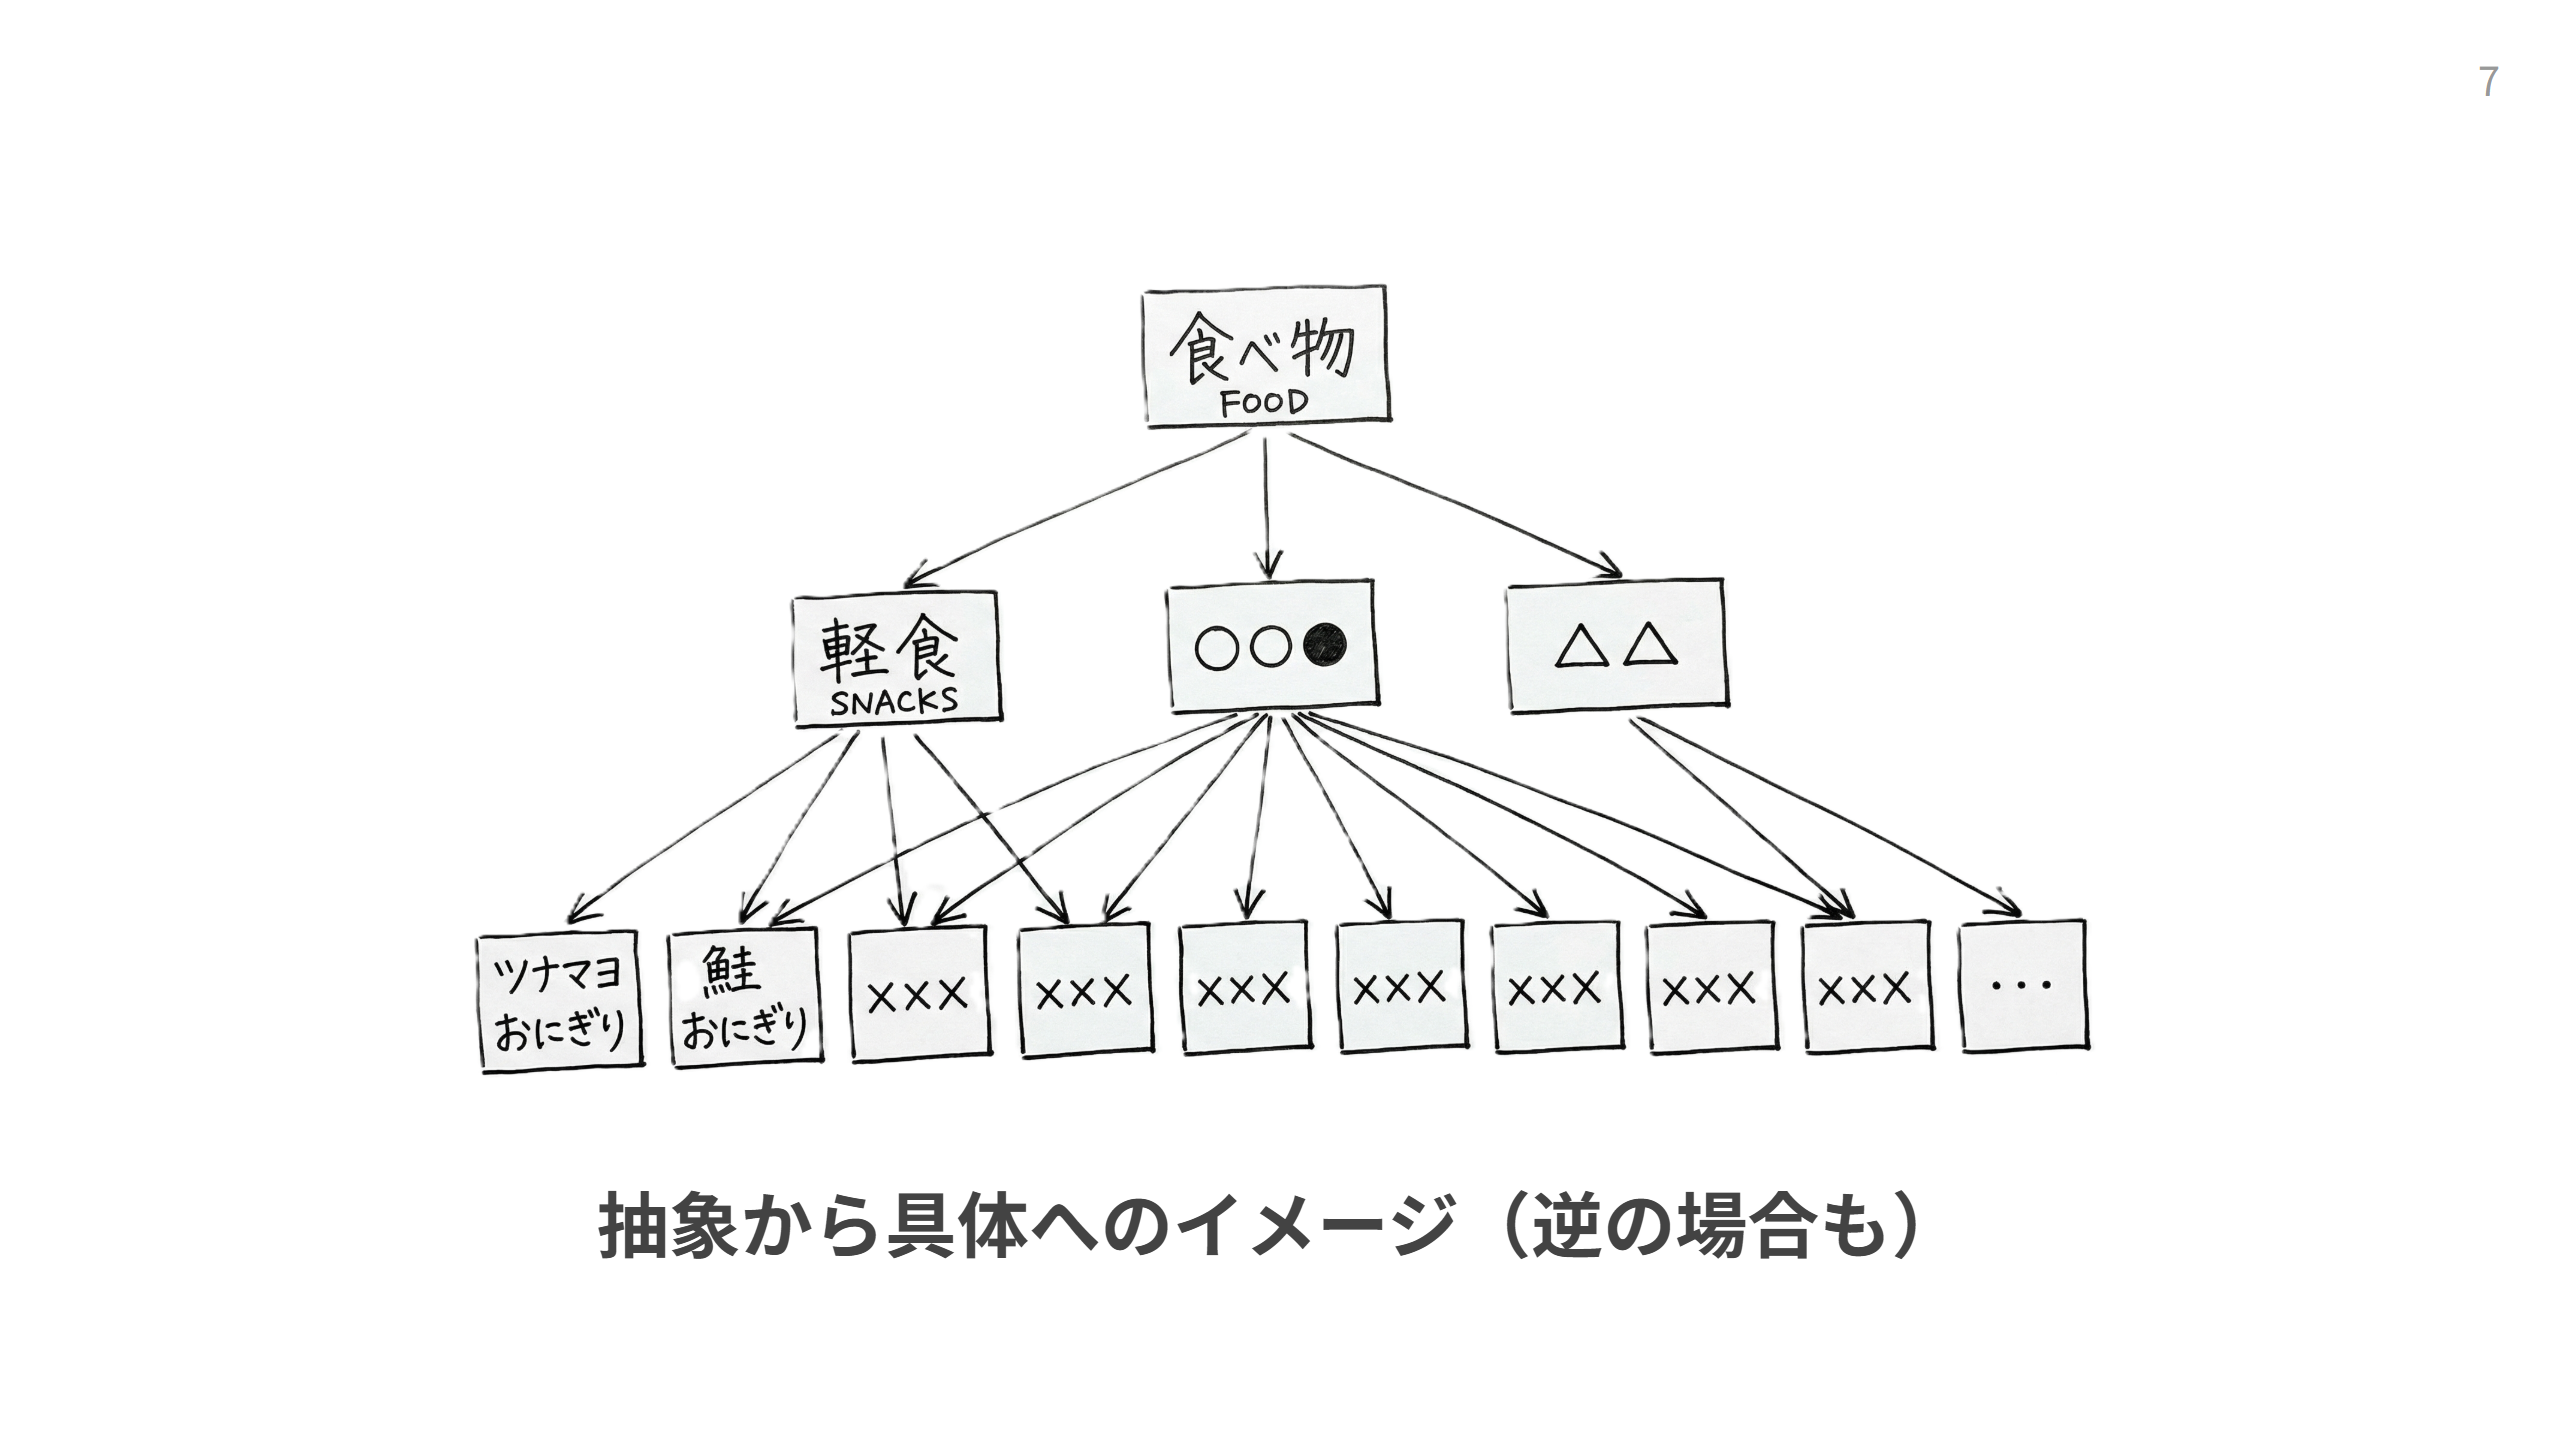 7
食べ物
FOOD
軽食
SNACKS
○○●
△△
ツナマヨ
おにぎり
鮭
おにぎり
×××
×××
×××
×××
×××
×××
×××
...
抽象から具体へのイメージ（逆の場合も）